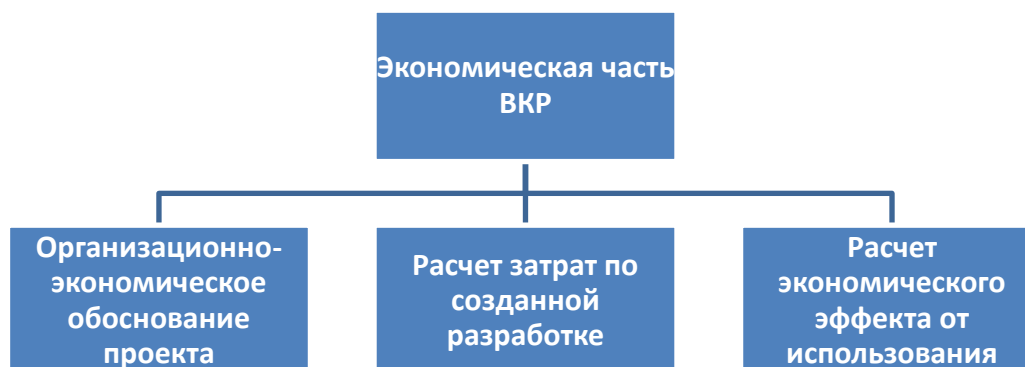 Экономическая часть
ВКР
Организационно-
экономическое
обоснование
проекта
Расчет затрат по
созданной
разработке
Расчет
экономического
эффекта от
использования